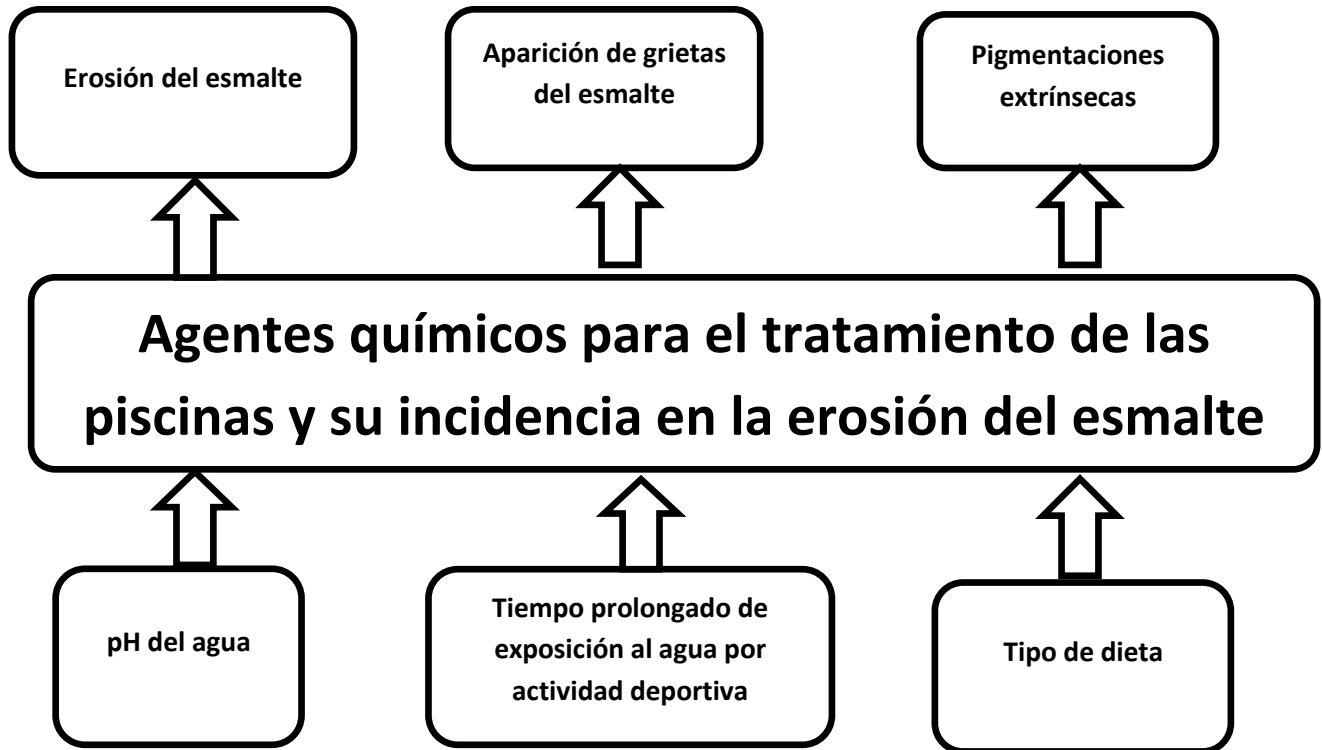 Erosión del esmalte
Aparición de grietas
del esmalte
Pigmentaciones
extrínsecas
Agentes químicos para el tratamiento de las
piscinas y su incidencia en la erosión del esmalte
pH del agua
Tiempo prolongado de
exposición al agua por
actividad deportiva
Tipo de dieta